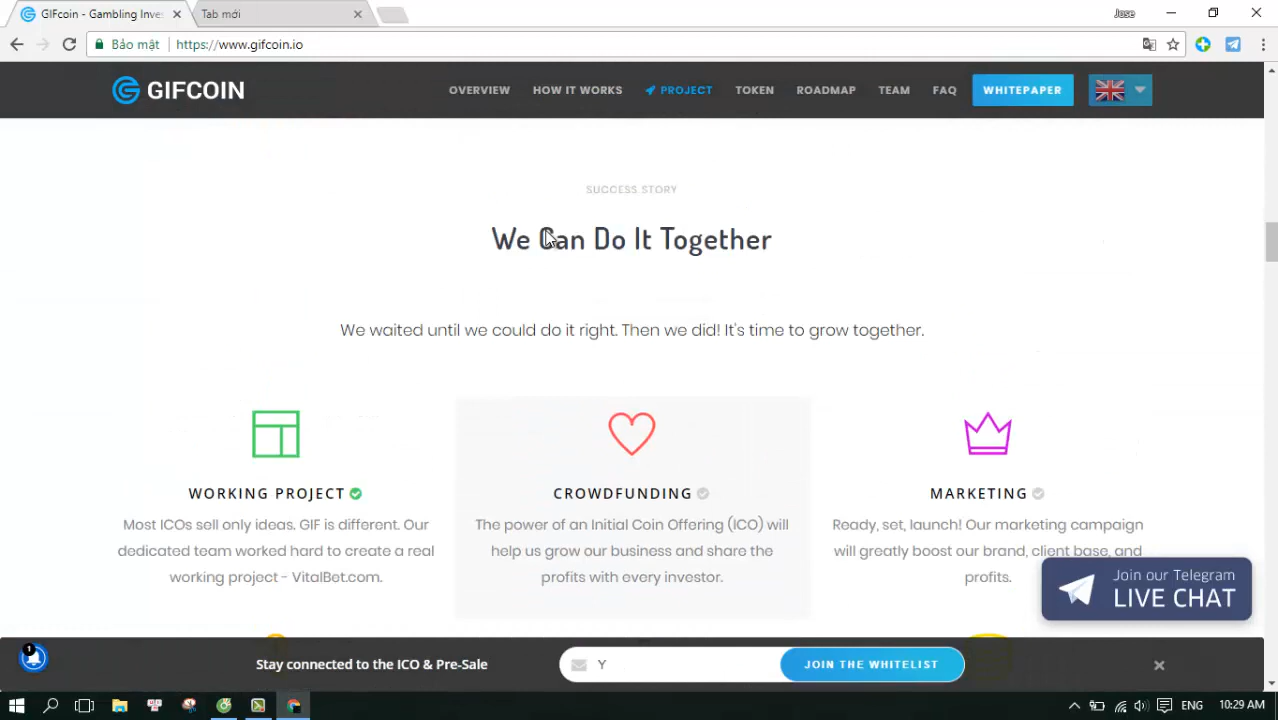 GIFcoin - Gambling Inves
Tab mới
Jose
Bảo mật
https://www.gifcoin.io
GIFCOIN
OVERVIEW
HOW IT WORKS
PROJECT
TOKEN
ROADMAP
TEAM
FAQ
WHITEPAPER
SUCCESS STORY
We Can Do It Together
We waited until we could do it right. Then we did! It's time to grow together.
WORKING PROJECT
Most ICOs sell only ideas. GIF is different. Our
dedicated team worked hard to create a real
working project - VitalBet.com.
CROWDFUNDING
The power of an Initial Coin Offering (ICO) will
help us grow our business and share the
profits with every investor.
MARKETING
Ready, set, launch! Our marketing campaign
will greatly boost our brand, client base, and
profits.
Join our Telegram
LIVE CHAT
1
Stay connected to the ICO & Pre-Sale
Y
JOIN THE WHITELIST
ENG
10:29 AM